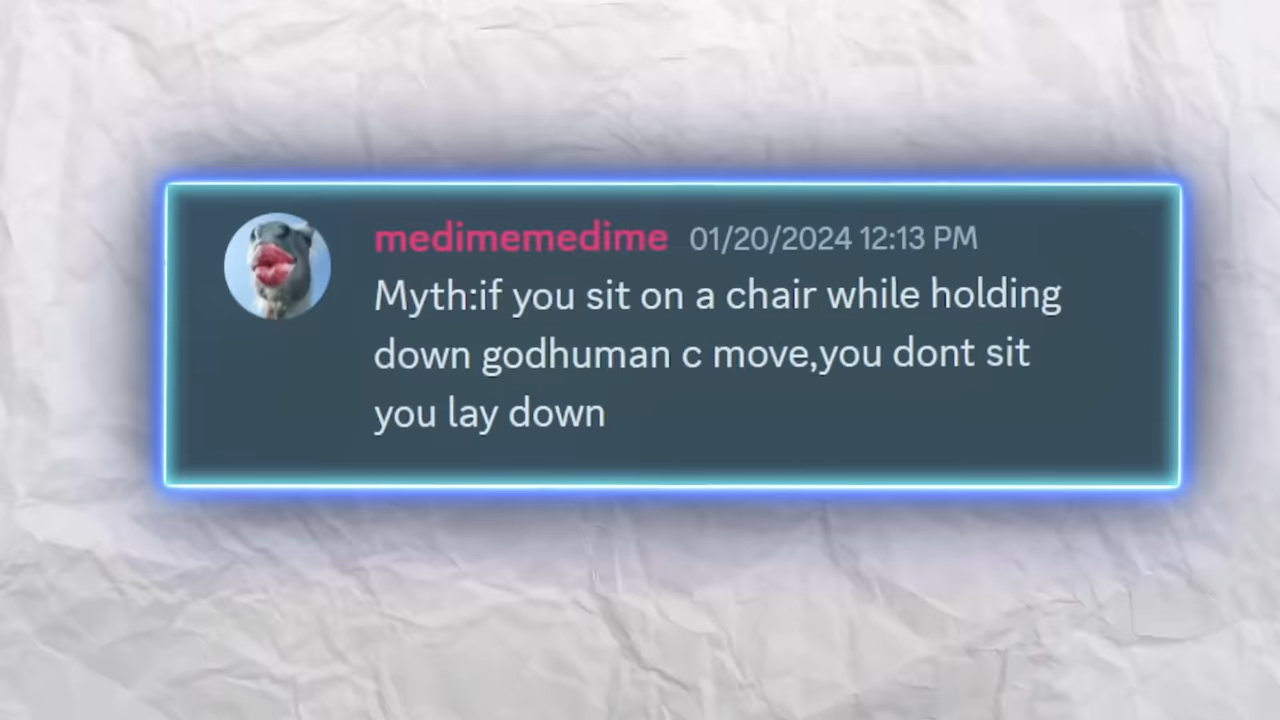 medimemedime 01/20/2024 12:13 PM
Myth:if you sit on a chair while holding
down godhuman c move,you dont sit
you lay down